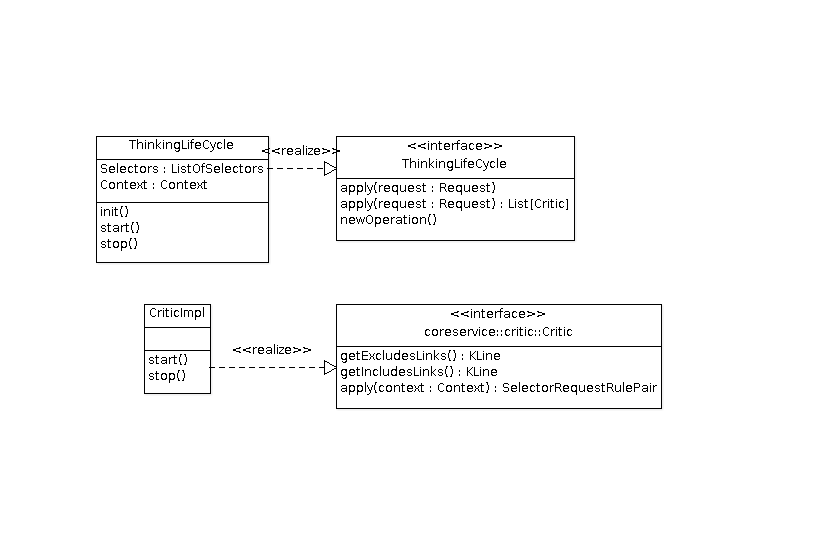 ThinkingLifeCycle
Selectors : ListOfSelectors
Context : Context
init()
start()
stop()
<<realize>>
<<interface>>
ThinkingLifeCycle
apply(request : Request)
apply(request : Request) : List[Critic]
newOperation()
CriticImpl
start()
stop()
<<realize>>
<<interface>>
coreservice::critic::Critic
getExcludesLinks() : KLine
getIncludesLinks() : KLine
apply(context : Context) : SelectorRequestRulePair